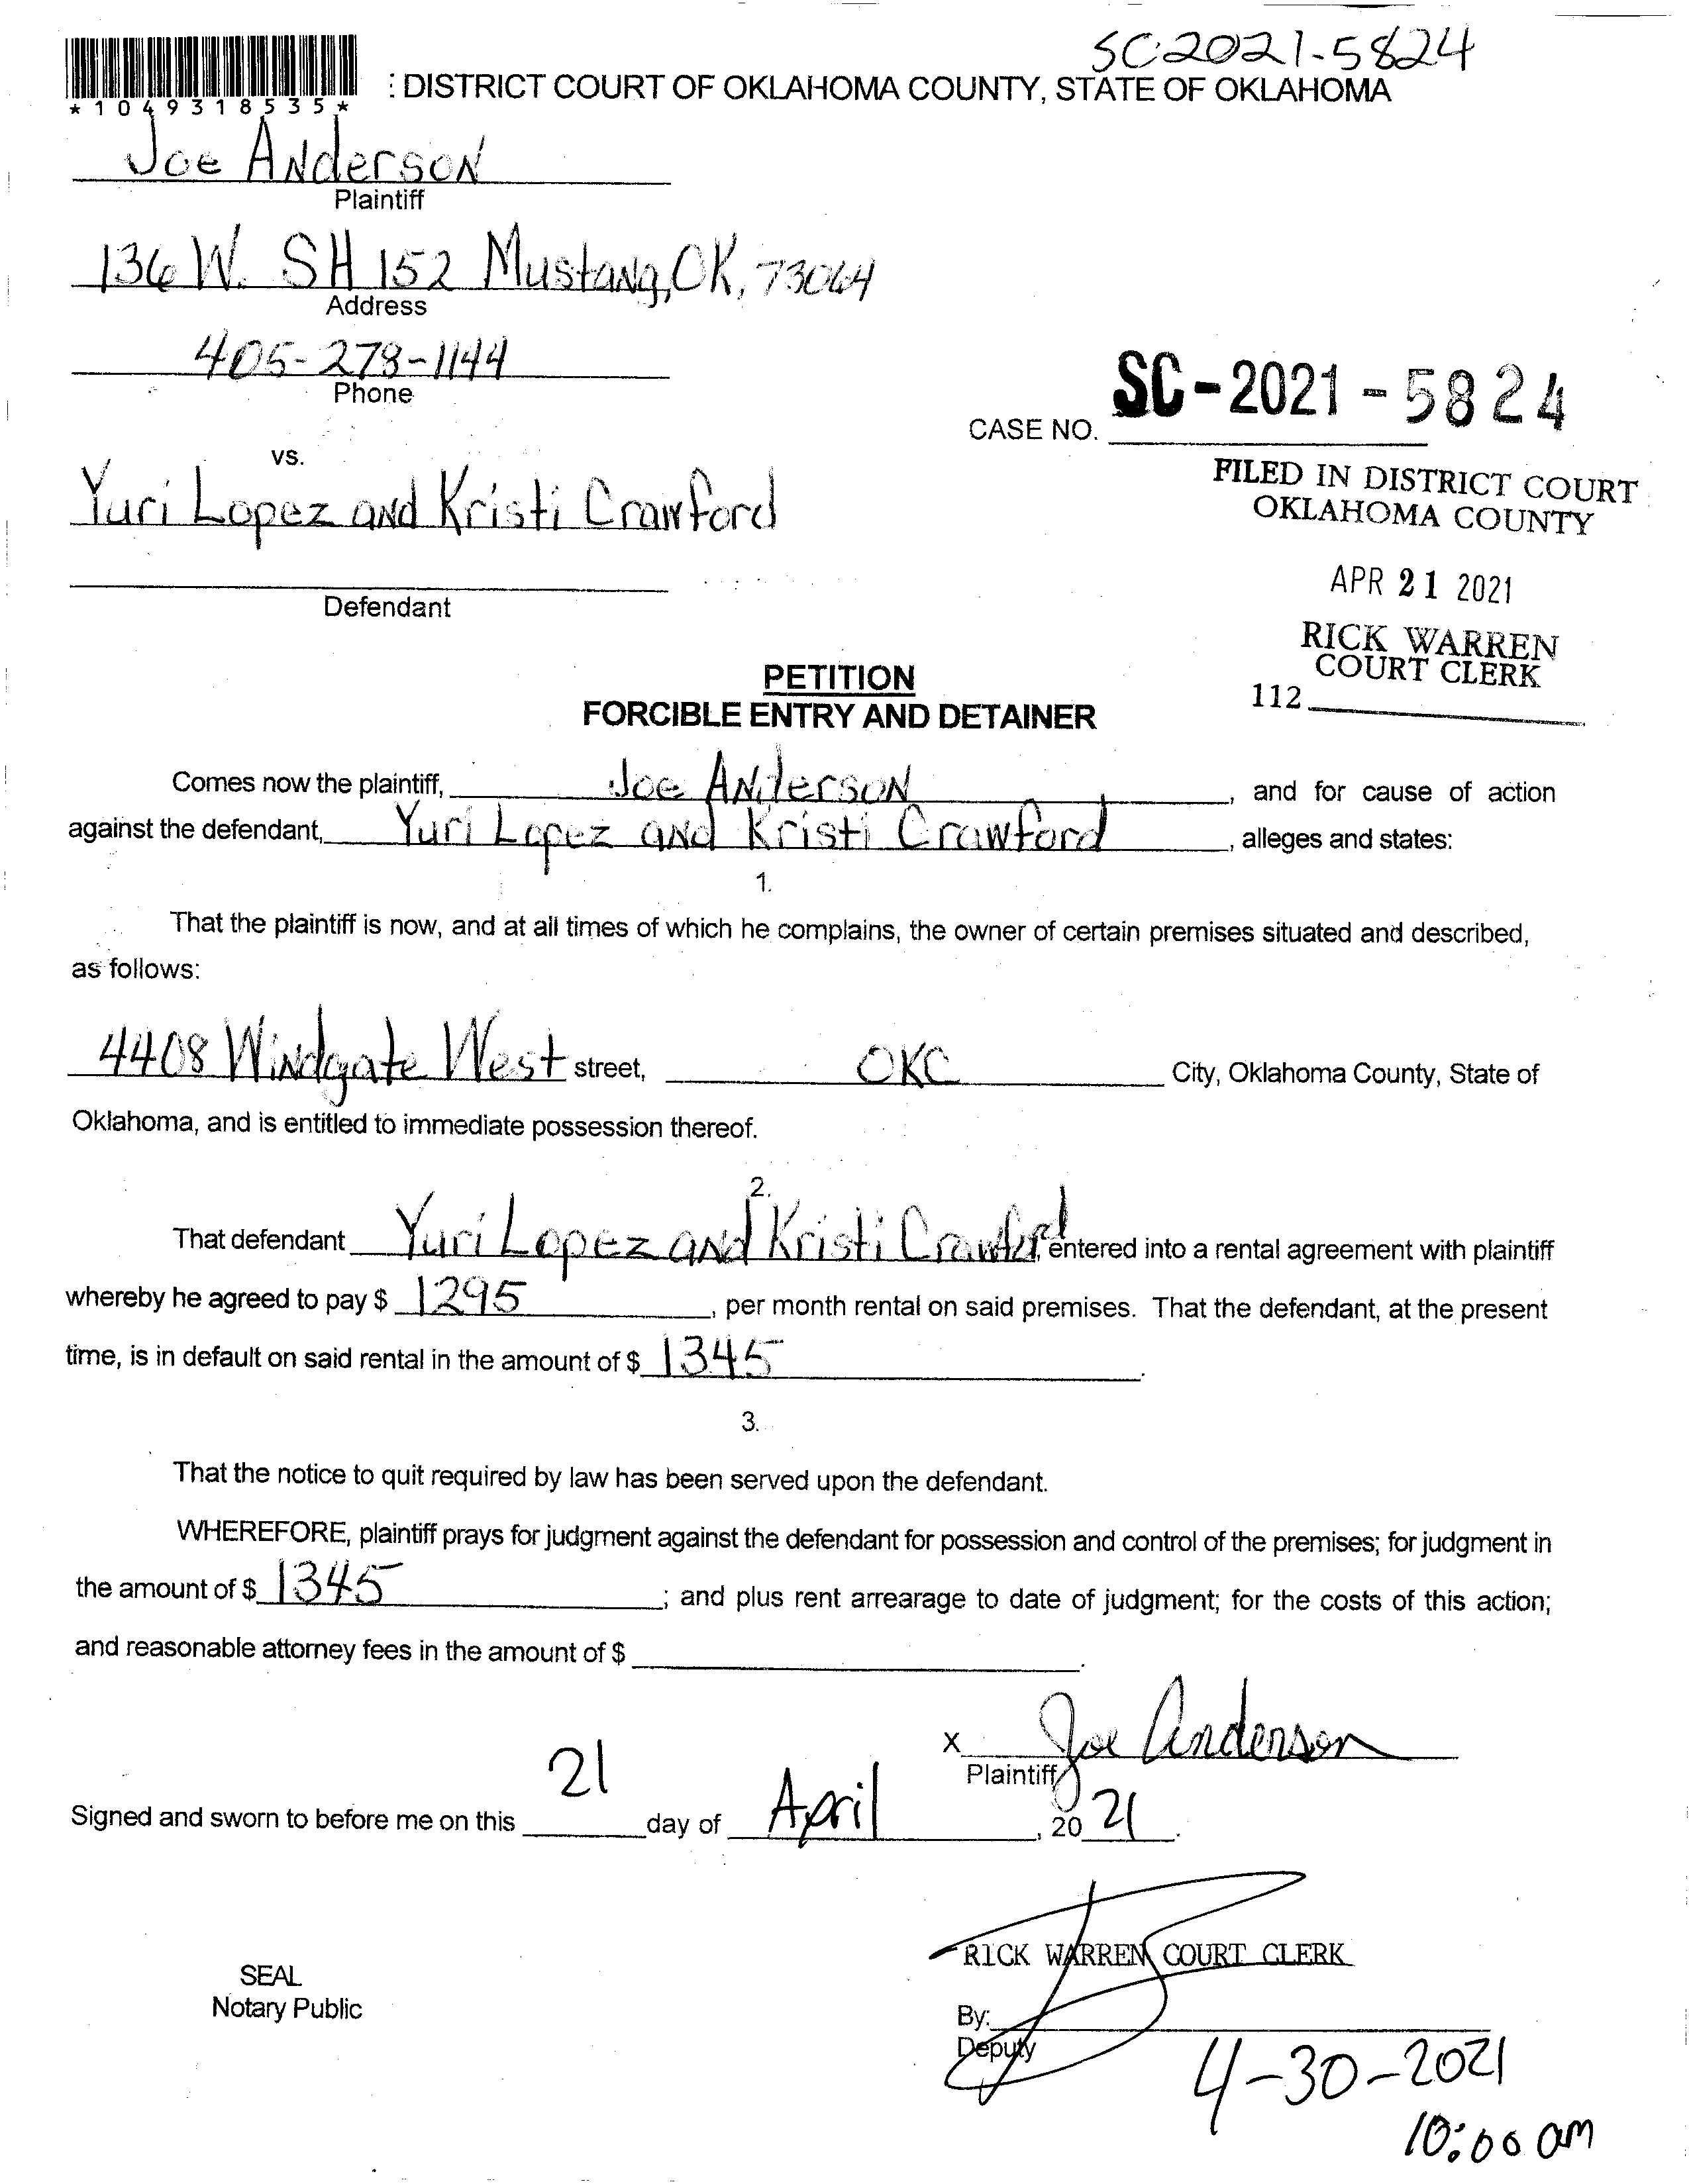 SC-2021-5824
*1049318535*
: DISTRICT COURT OF OKLAHOMA COUNTY, STATE OF OKLAHOMA
Joe Anderson
Plaintiff
136 W. SH 152 Mustang, OK, 73064
Address
405-278-1144
Phone
CASE NO. SC-2021-5824
vs.
Yuri Lopez and Kristi Crawford
Defendant
FILED IN DISTRICT COURT
OKLAHOMA COUNTY
APR 21 2021
RICK WARREN
COURT CLERK
112
PETITION
FORCIBLE ENTRY AND DETAINER
Comes now the plaintiff, Joe Anderson, and for cause of action
against the defendant, Yuri Lopez and Kristi Crawford, alleges and states:
1.
That the plaintiff is now, and at all times of which he complains, the owner of certain premises situated and described,
as follows:
4408 Windgate West street, OKC City, Oklahoma County, State of
Oklahoma, and is entitled to immediate possession thereof.
2.
That defendant Yuri Lopez and Kristi Crawford, entered into a rental agreement with plaintiff
whereby he agreed to pay $ 1295, per month rental on said premises. That the defendant, at the present
time, is in default on said rental in the amount of $ 1345.
3.
That the notice to quit required by law has been served upon the defendant.
WHEREFORE, plaintiff prays for judgment against the defendant for possession and control of the premises; for judgment in
the amount of $ 1345; and plus rent arrearage to date of judgment; for the costs of this action;
and reasonable attorney fees in the amount of $.
X Joe Anderson
Plaintiff
Signed and sworn to before me on this 21 day of April, 2021.
RICK WARREN COURT CLERK
SEAL
Notary Public
By:
Deputy
4-30-2021
10:00 am